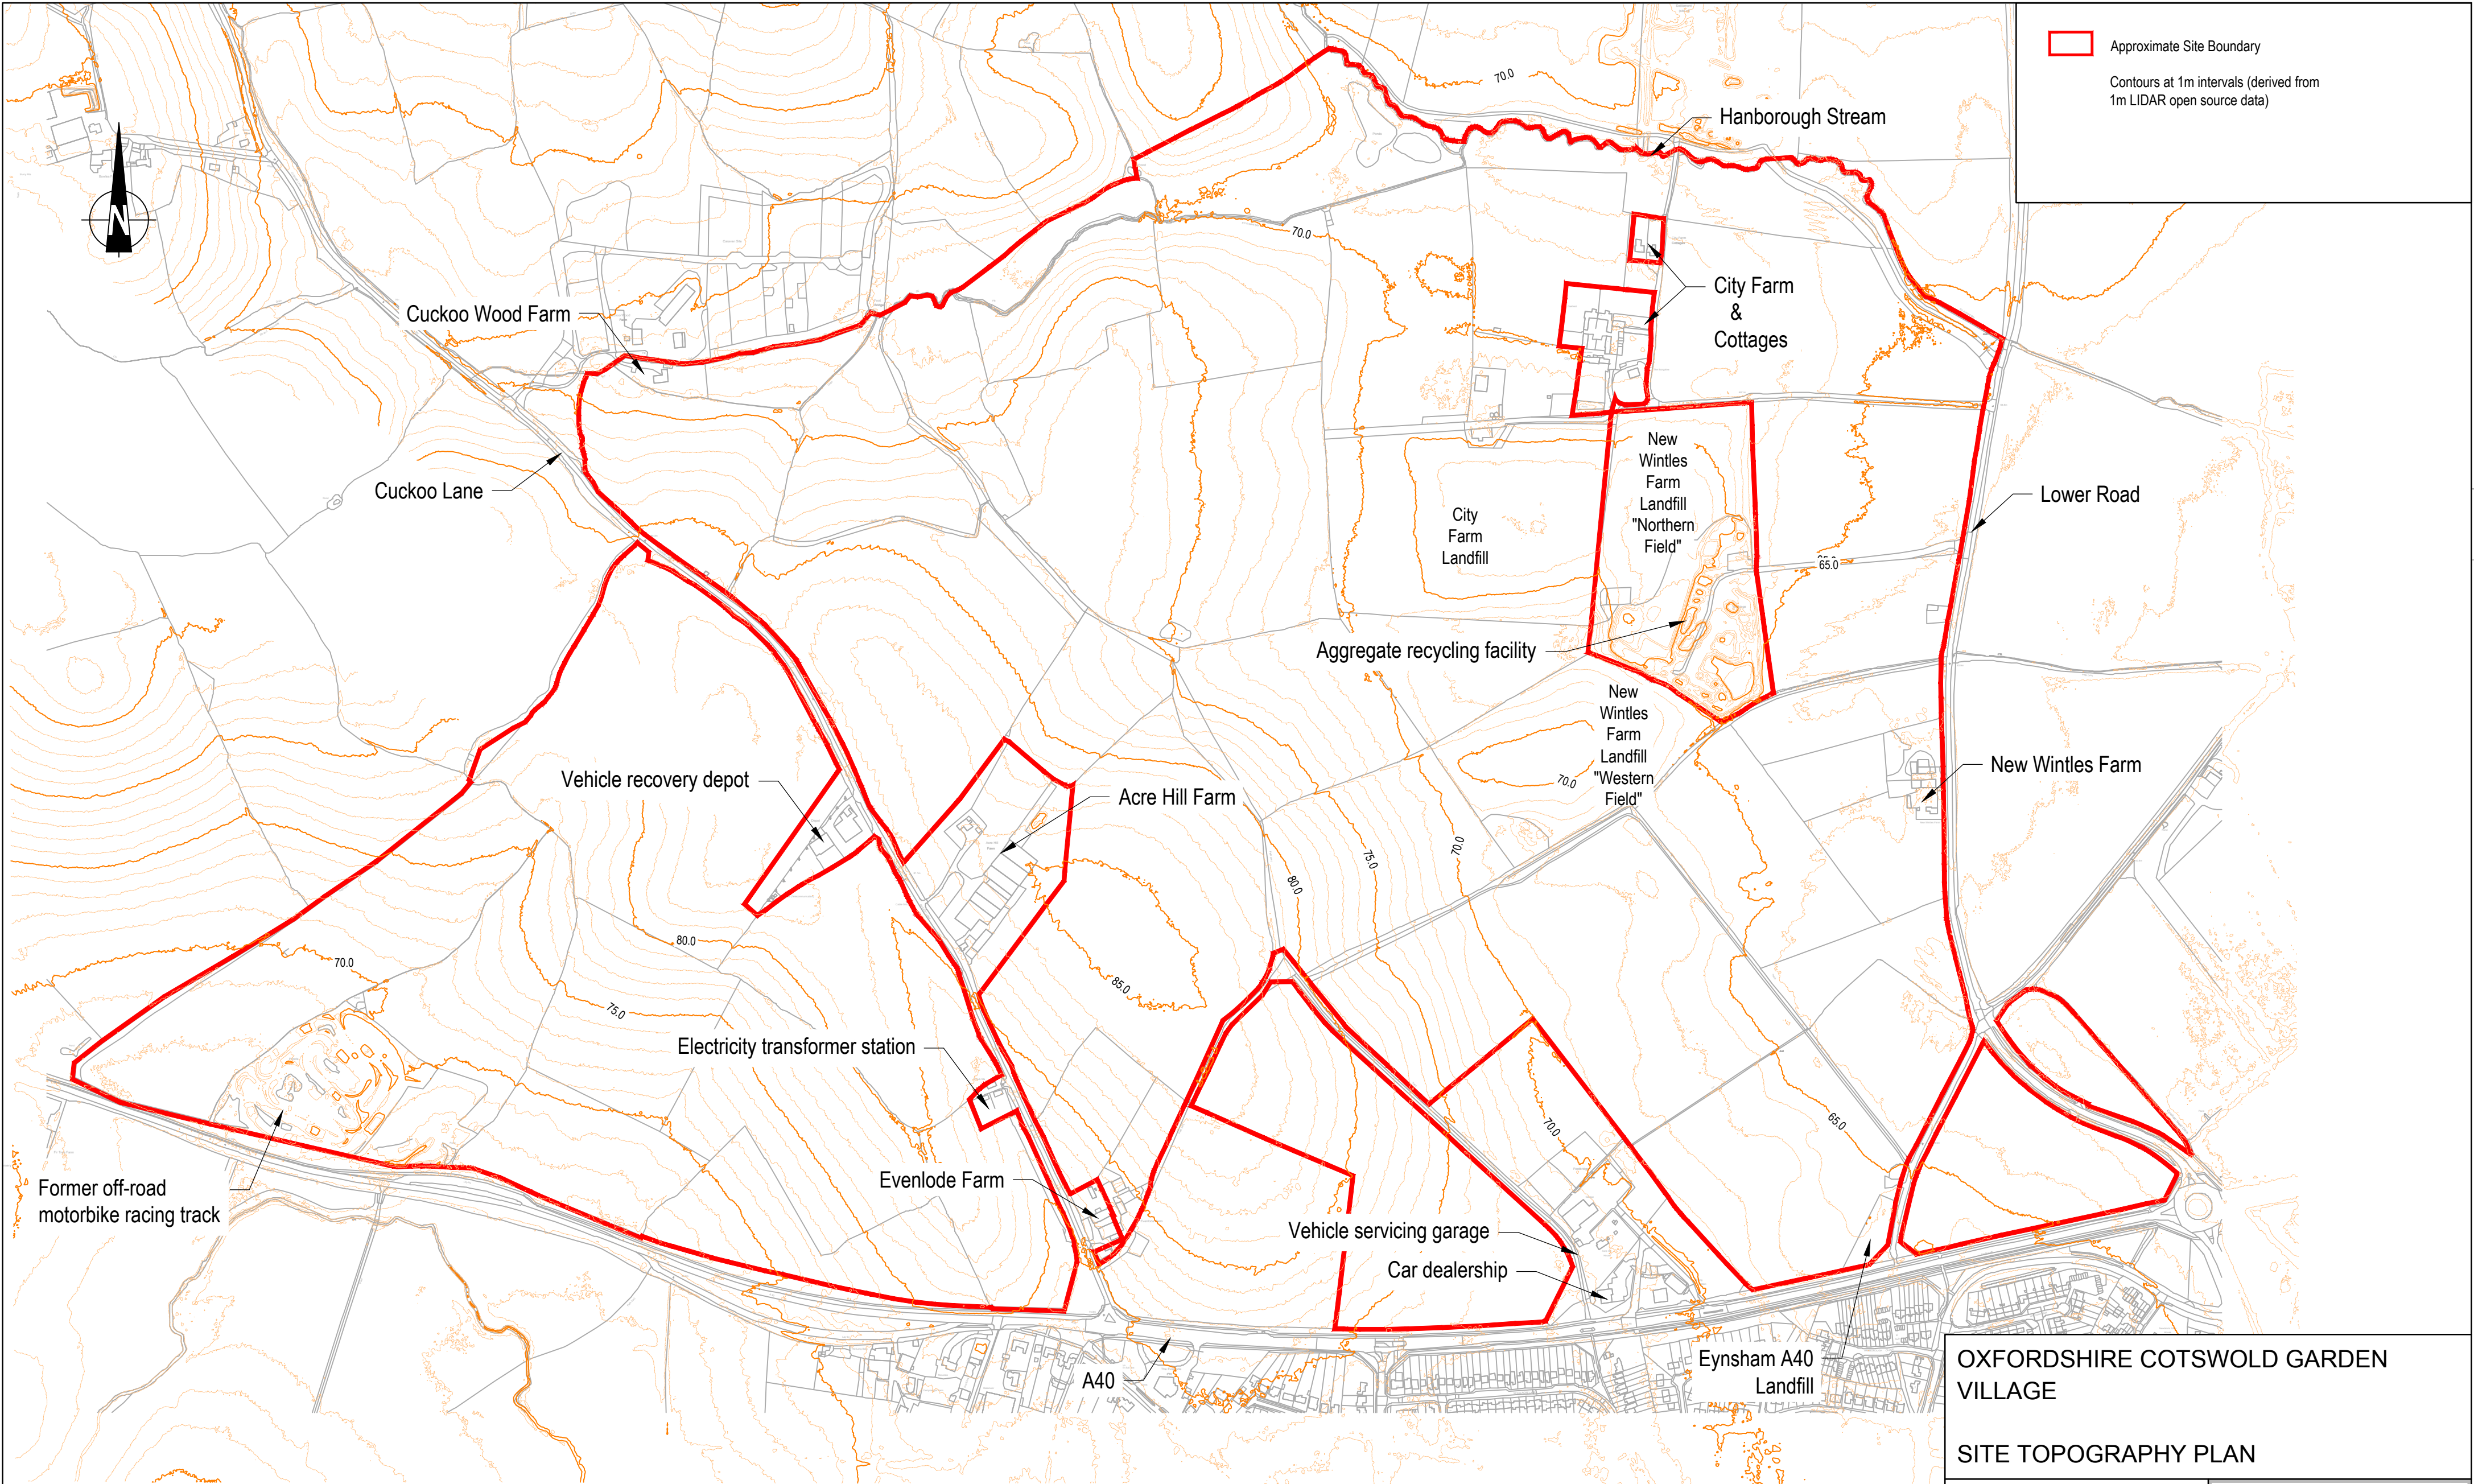 Approximate Site Boundary
Contours at 1m intervals (derived from
1m LIDAR open source data)
70.0
Hanborough Stream
N
70.0
City Farm
&
Cottages
Cuckoo Wood Farm
Cuckoo Lane
New
Wintles
Farm
Landfill
"Northern
Field"
City
Farm
Landfill
Lower Road
65.0
Aggregate recycling facility
New
Wintles
Farm
Landfill
"Western
Field"
70.0
New Wintles Farm
Vehicle recovery depot
Acre Hill Farm
75.0
70.0
80.0
80.0
70.0
85.0
75.0
Electricity transformer station
70.0
65.0
Former off-road
motorbike racing track
Evenlode Farm
Vehicle servicing garage
Car dealership
A40
Eynsham A40
Landfill
OXFORDSHIRE COTSWOLD GARDEN
VILLAGE
SITE TOPOGRAPHY PLAN